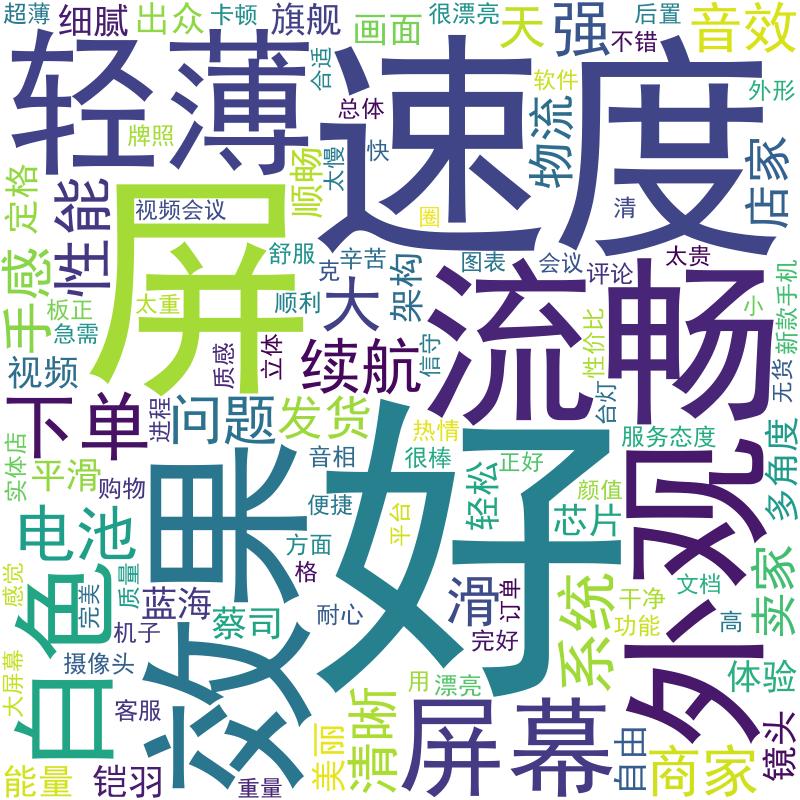 超薄
细腻
出众
卡顿
旗舰
画面
很漂亮
天
强
后置
不错
音效
轻薄
合适
总体
速度
软件
外形
牌照
物流
性能
定格
手感
视频会议
屏
顺畅
太慢
快
圈
清
店家
舒服
克
辛苦
图表
会议
评论
太贵
板正
急需
太重
顺利
大
架构
流畅
小
新款手机
视频
质感
立体
续航
信守
性价比
台灯
无货
下单
进程
问题
发货
热情
好
服务态度
多角度
实体店
平滑
购物
效果
音相
很棒
轻松
正好
颜值
外观
电池
便捷
平台
芯片
方面
格
感觉
完美
质量
白色
蓝海
机子
蔡司
耐心
滑
订单
完好
系统
干净
功能
文档
高
卖家
大屏幕
摄像头
客服
用
漂亮
体验
能量
铠羽
重量
美丽
清晰
屏幕
自由
商家
镜头